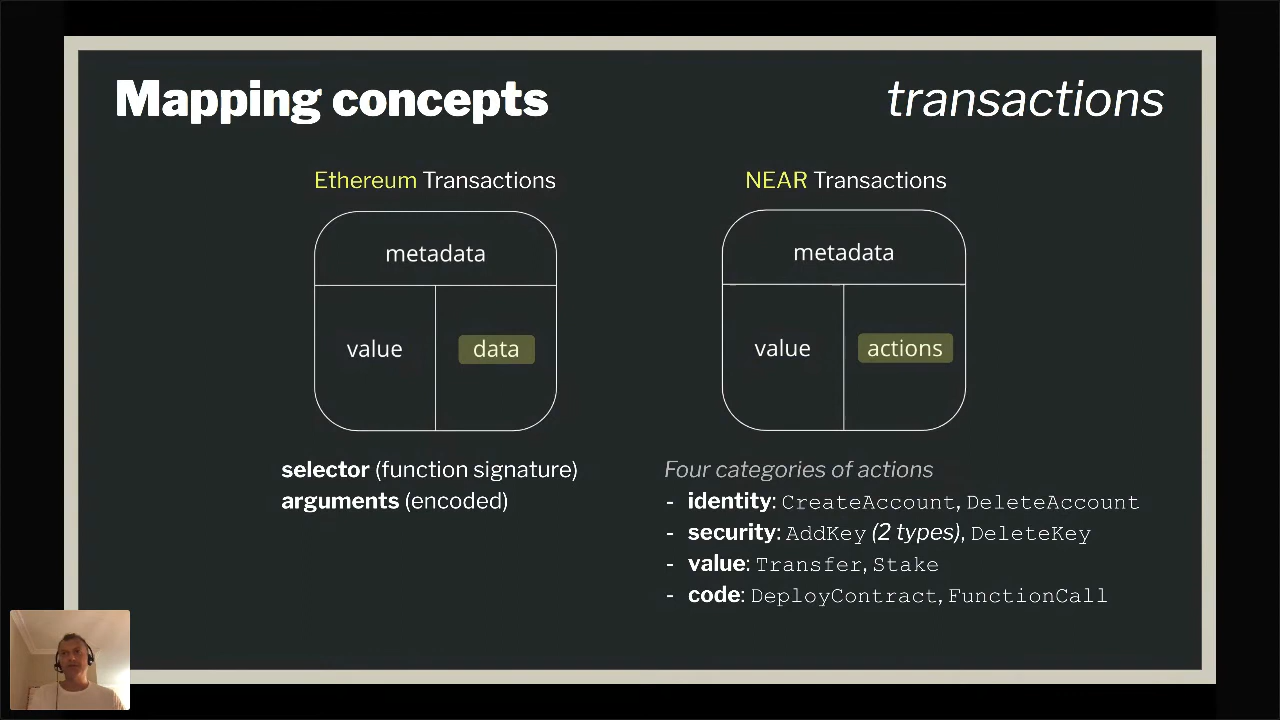 Mapping concepts
transactions
Ethereum Transactions
metadata
value
data
selector (function signature)
arguments (encoded)
NEAR Transactions
metadata
value
actions
Four categories of actions
- identity: CreateAccount, DeleteAccount
- security: AddKey (2 types), DeleteKey
- value: Transfer, Stake
- code: DeployContract, FunctionCall